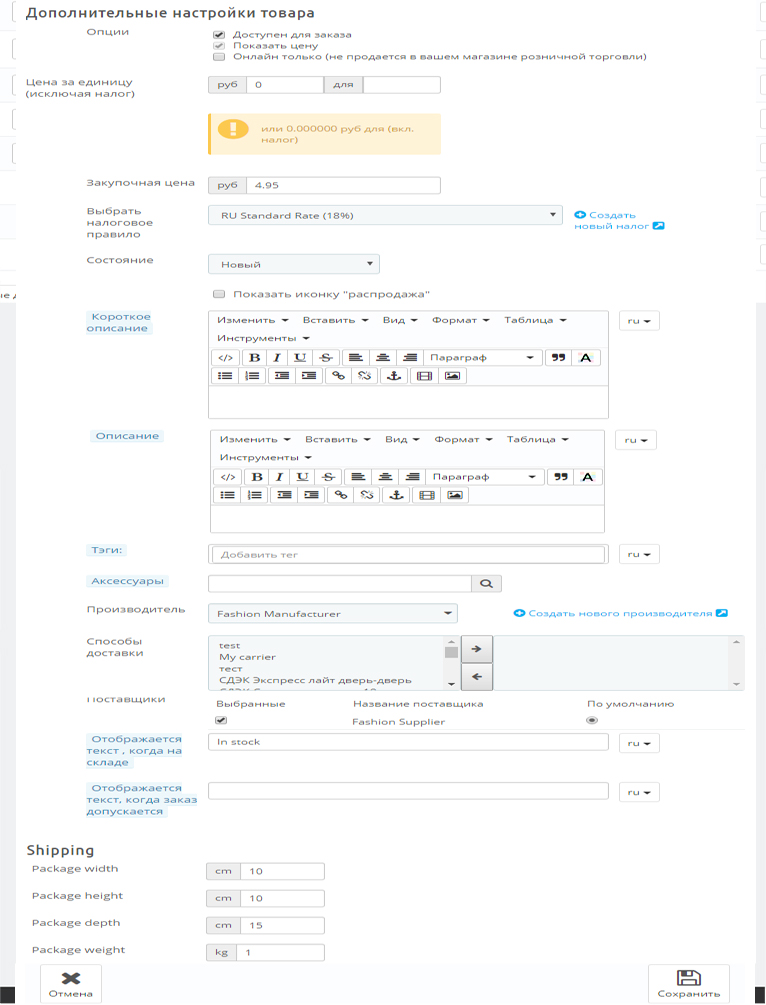 Дополнительные настройки товара
Опции
Доступен для заказа
Показать цену
Онлайн только (не продается в вашем магазине розничной торговли)
Цена за единицу
(исключая налог)
руб 0 для
или 0.000000 руб для (вкл.
налог)
Закупочная цена
руб 4.95
Выбрать
налоговое
правило
RU Standard Rate (18%)
Создать
новый налог
Состояние
Новый
Показать иконку "распродажа"
Короткое
описание
Изменить Вставить Вид Формат Таблица
Инструменты
</> B I U S Параграф A
ru
Описание
Изменить Вставить Вид Формат Таблица
Инструменты
</> B I U S Параграф A
ru
Тэги:
Добавить тег
ru
Аксессуары
Производитель
Fashion Manufacturer
Создать нового производителя
Способы
доставки
test
My carrier
тест
СДЭК Экспресс лайт дверь-дверь
Поставщики
Выбранные Название поставщика По умолчанию
Fashion Supplier
Отображается
текст , когда на
складе
In stock
ru
Отображается
текст, когда заказ
допускается
ru
Shipping
Package width
cm 10
Package height
cm 10
Package depth
cm 15
Package weight
kg 1
Отмена
Сохранить